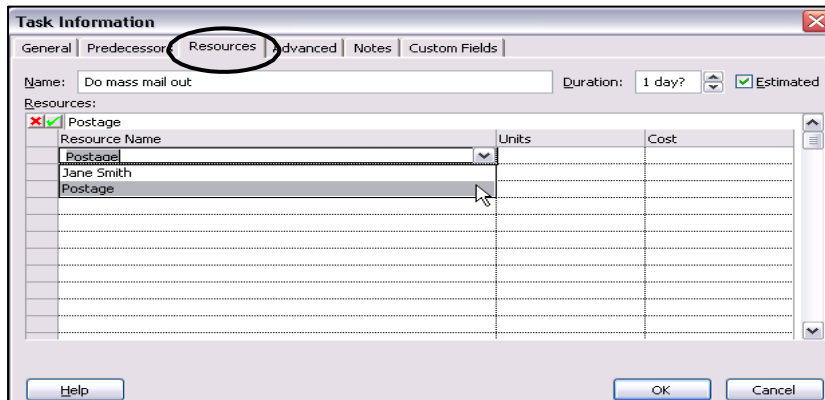 Task Information
General Predecessors Resources Advanced Notes Custom Fields
Name: Do mass mail out Duration: 1 day? Estimated
Resources:
Postage
Resource Name Units Cost
Postage
Jane Smith
Postage
Help OK Cancel